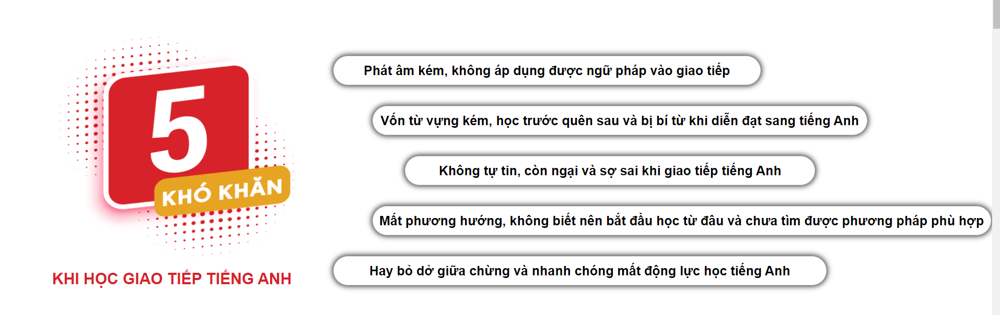 5
KHÓ KHĂN
KHI HỌC GIAO TIẾP TIẾNG ANH
Phát âm kém, không áp dụng được ngữ pháp vào giao tiếp
Vốn từ vựng kém, học trước quên sau và bị bí từ khi diễn đạt sang tiếng Anh
Không tự tin, còn ngại và sợ sai khi giao tiếp tiếng Anh
Mất phương hướng, không biết nên bắt đầu học từ đâu và chưa tìm được phương pháp phù hợp
Hay bỏ dở giữa chừng và nhanh chóng mất động lực học tiếng Anh